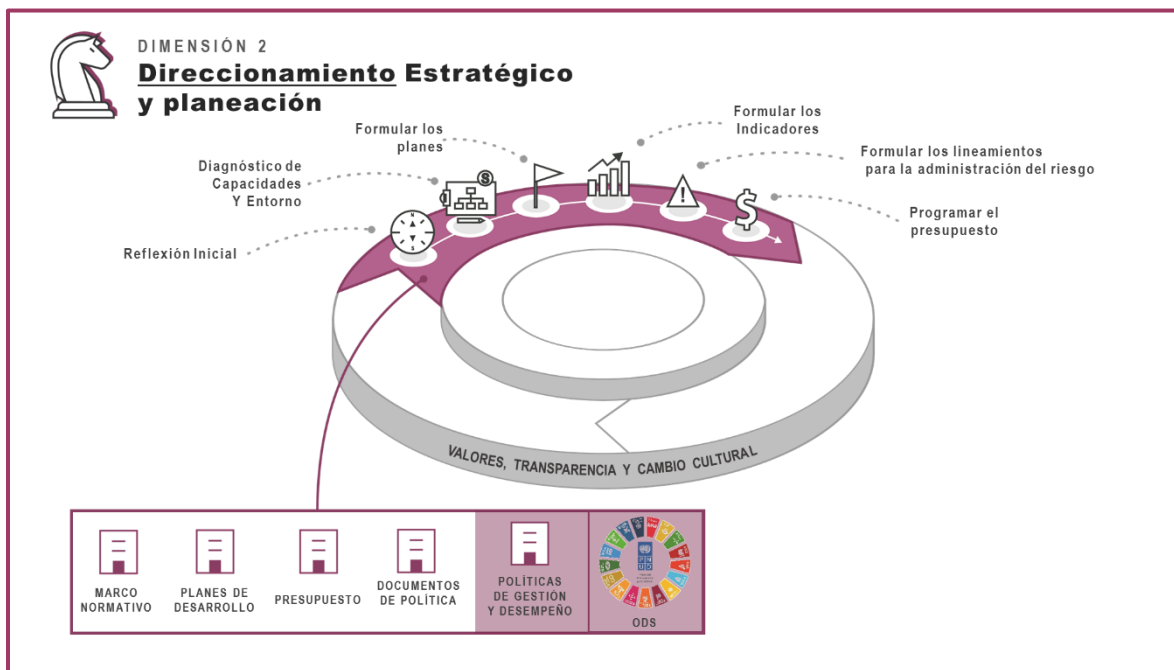 DIMENSIÓN 2
Direccionamiento Estratégico
y planeación
Formular los
planes
Formular los
Indicadores
Diagnóstico de
Capacidades
Y Entorno
Formular los lineamientos
para la administración del riesgo
Reflexión Inicial
Programar el
presupuesto
N
S
$
!
$
VALORES, TRANSPARENCIA Y CAMBIO CULTURAL
MARCO
NORMATIVO
PLANES DE
DESARROLLO
PRESUPUESTO
DOCUMENTOS
DE POLÍTICA
POLÍTICAS
DE GESTIÓN
Y DESEMPEÑO
P N
U D
ODS